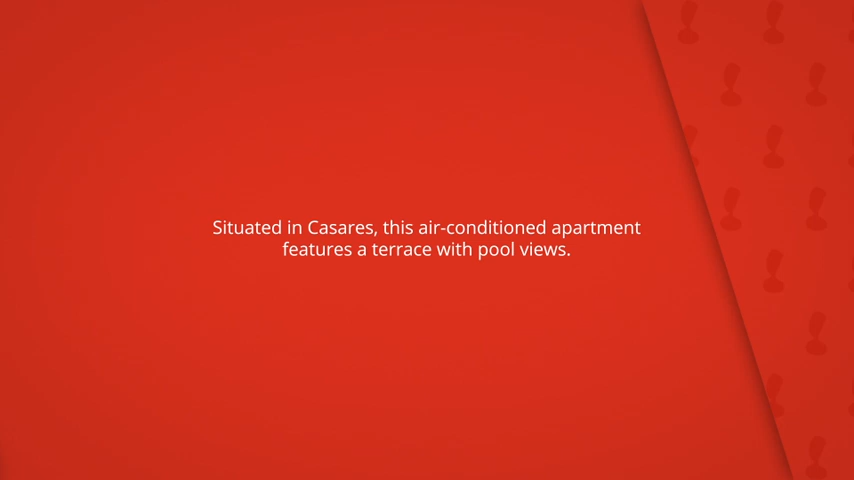 Situated in Casares, this air-conditioned apartment
features a terrace with pool views.